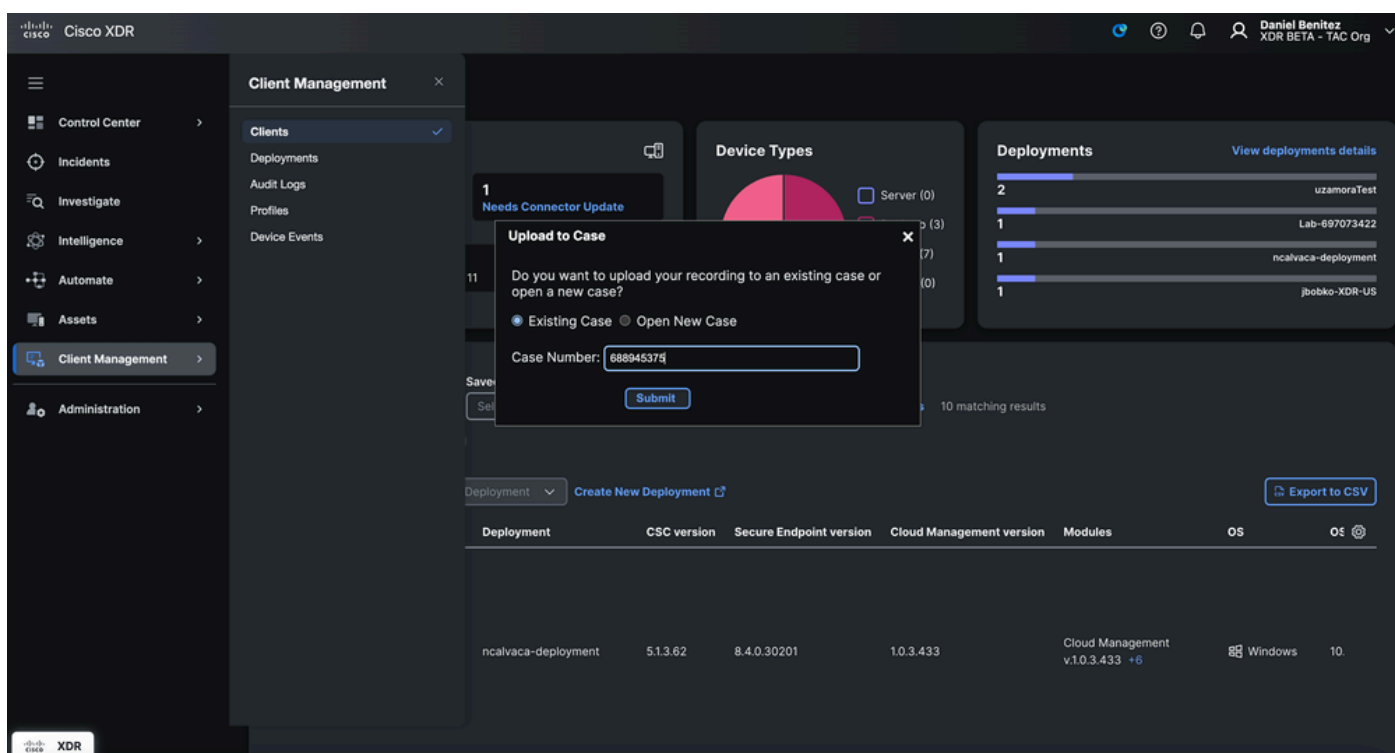 cisco Cisco XDR
Daniel Benitez
XDR BETA - TAC Org
Control Center
Incidents
Investigate
Intelligence
Automate
Assets
Client Management
Administration
Client Management
Clients
Deployments
Audit Logs
Profiles
Device Events
1
Needs Connector Update
11
Device Types
Server (0)
(3)
(7)
(0)
Deployments
View deployments details
2 uzamoraTest
1 Lab-697073422
1 ncalvaca-deployment
1 jbobko-XDR-US
Upload to Case
Do you want to upload your recording to an existing case or
open a new case?
Existing Case Open New Case
Case Number: 688945375
Submit
10 matching results
Deployment
Create New Deployment
Export to CSV
Deployment CSC version Secure Endpoint version Cloud Management version Modules OS
ncalvaca-deployment 5.1.3.62 8.4.0.30201 1.0.3.433 Cloud Management
v.1.0.3.433 +6
Windows 10.
cisco XDR